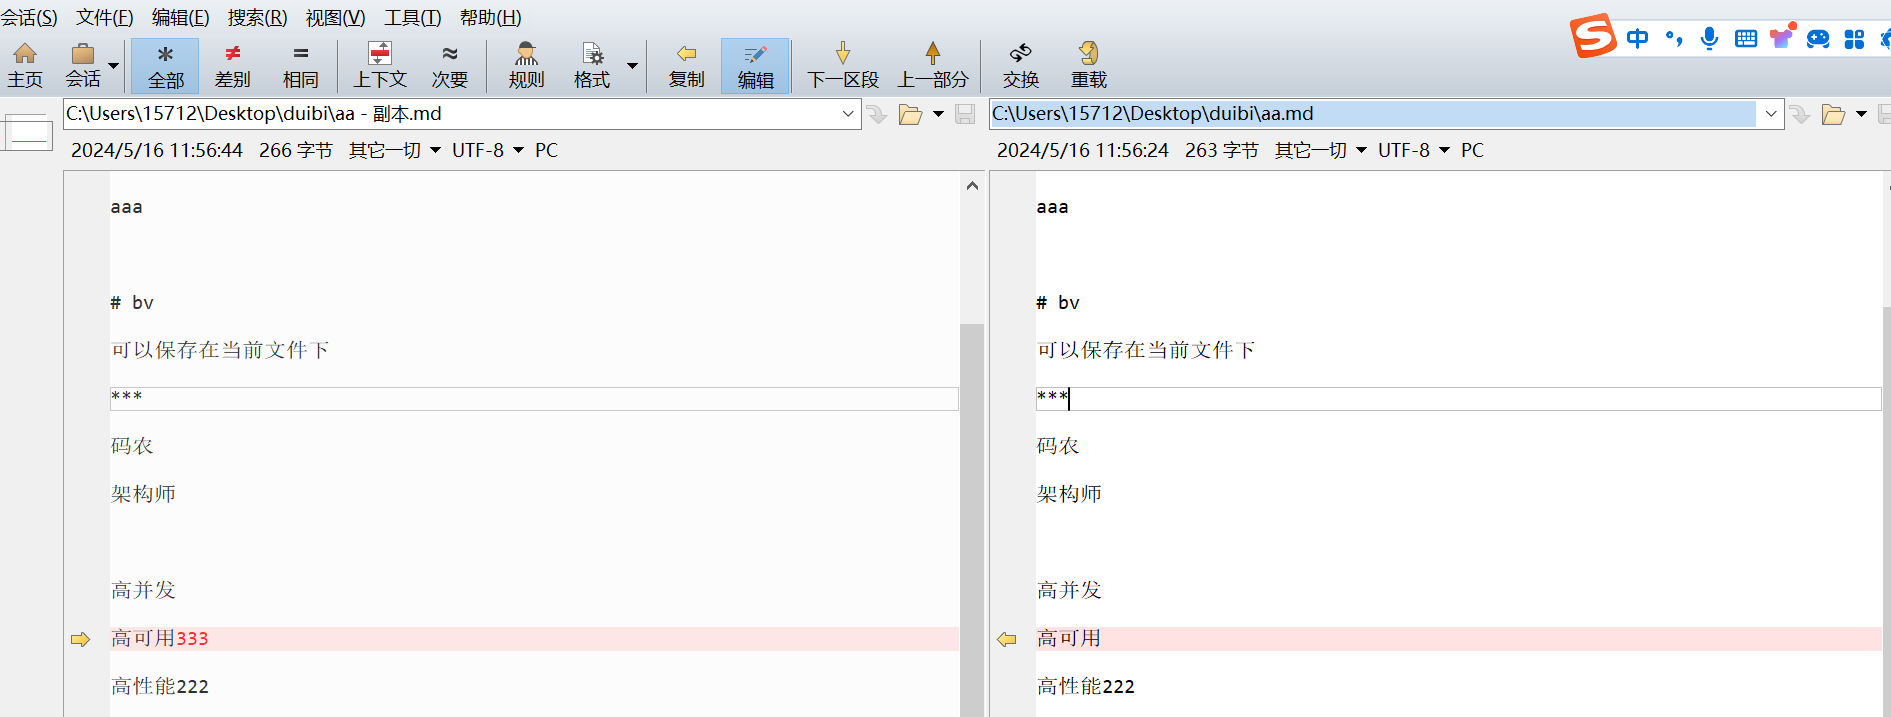 会话(S) 文件(F) 编辑(E) 搜索(R) 视图(V) 工具(T) 帮助(H)
主页 会话 全部 差别 相同 上下文 次要 规则 格式 复制 编辑 下一区段 上一部分 交换 重载
S 中
C:\Users\15712\Desktop\duibi\aa - 副本.md
2024/5/16 11:56:44 266 字节 其它一切 UTF-8 PC
aaa
# bv
可以保存在当前文件下
***
码农
架构师
高并发
高可用333
高性能222
C:\Users\15712\Desktop\duibi\aa.md
2024/5/16 11:56:24 263 字节 其它一切 UTF-8 PC
aaa
# bv
可以保存在当前文件下
***
码农
架构师
高并发
高可用
高性能222